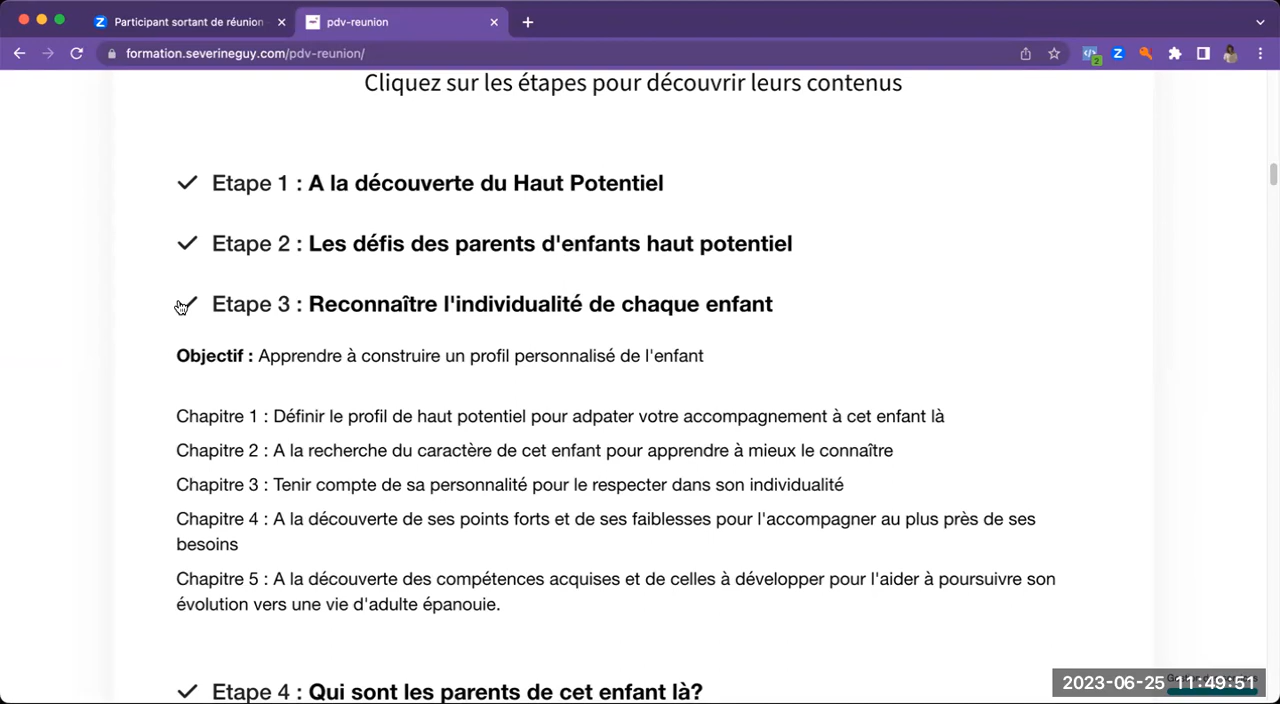 Participant sortant de réunion
pdv-reunion
formation.severineguy.com/pdv-reunion/
2
Cliquez sur les étapes pour découvrir leurs contenus
Etape 1 : A la découverte du Haut Potentiel
Etape 2 : Les défis des parents d'enfants haut potentiel
Etape 3 : Reconnaître l'individualité de chaque enfant
Objectif : Apprendre à construire un profil personnalisé de l'enfant
Chapitre 1 : Définir le profil de haut potentiel pour adpater votre accompagnement à cet enfant là
Chapitre 2 : A la recherche du caractère de cet enfant pour apprendre à mieux le connaître
Chapitre 3 : Tenir compte de sa personnalité pour le respecter dans son individualité
Chapitre 4 : A la découverte de ses points forts et de ses faiblesses pour l'accompagner au plus près de ses
besoins
Chapitre 5 : A la découverte des compétences acquises et de celles à développer pour l'aider à poursuivre son
évolution vers une vie d'adulte épanouie.
Etape 4 : Qui sont les parents de cet enfant là?
2023-06-25 11:49:51